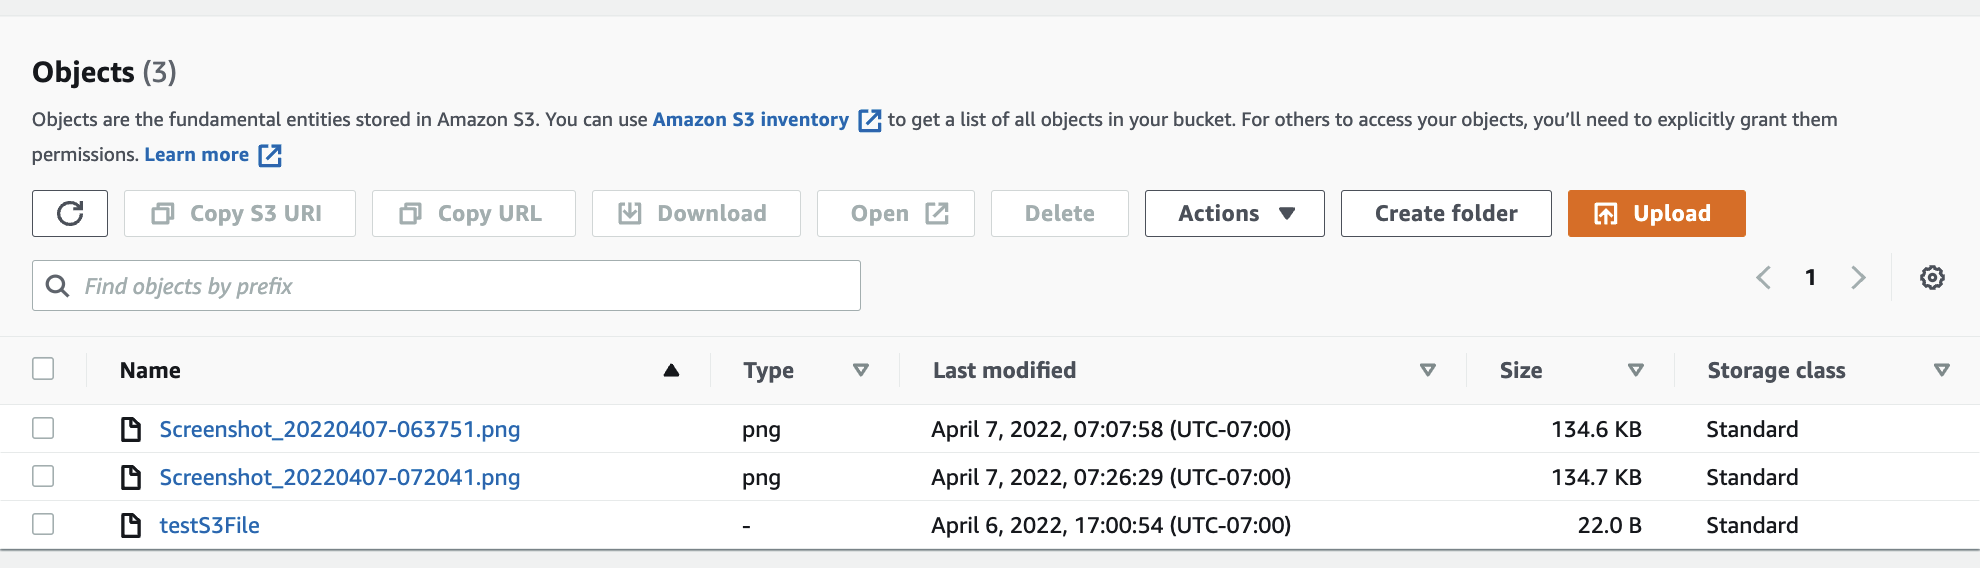 Objects (3)
Objects are the fundamental entities stored in Amazon S3. You can use Amazon S3 inventory to get a list of all objects in your bucket. For others to access your objects, you’ll need to explicitly grant them
permissions. Learn more
Copy S3 URI Copy URL Download Open Delete Actions Create folder Upload
Find objects by prefix 1
Name Type Last modified Size Storage class
Screenshot_20220407-063751.png png April 7, 2022, 07:07:58 (UTC-07:00) 134.6 KB Standard
Screenshot_20220407-072041.png png April 7, 2022, 07:26:29 (UTC-07:00) 134.7 KB Standard
testS3File - April 6, 2022, 17:00:54 (UTC-07:00) 22.0 B Standard